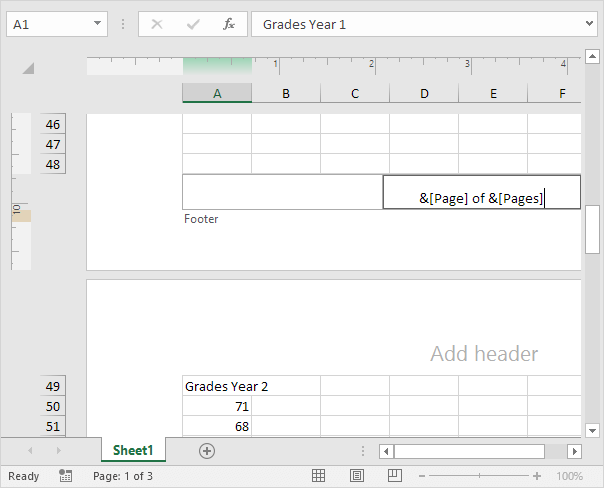 A1 fx Grades Year 1
1 2 3 4
A B C D E F
46
47
48
10
&[Page] of &[Pages]
Footer
Add header
49 Grades Year 2
50 71
51 68
Sheet1
Ready Page: 1 of 3 100%